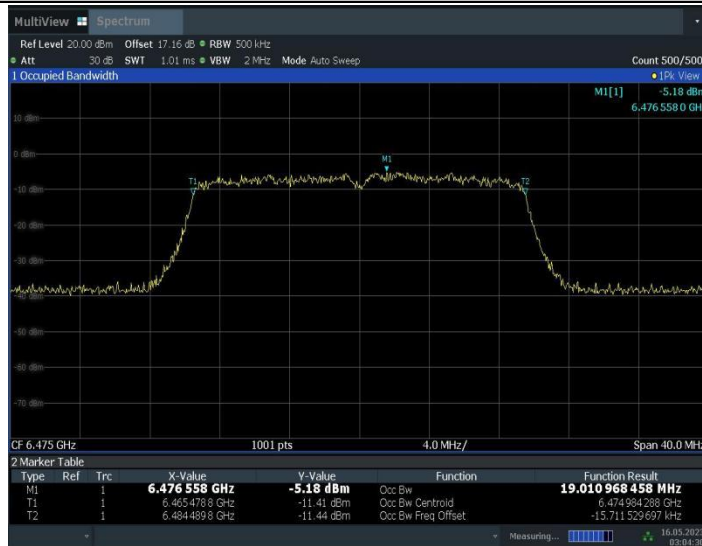 MultiView Spectrum
Ref Level 20.00 dBm Offset 17.16 dB RBW 500 kHz
Att 30 dB SWT 1.01 ms VBW 2 MHz Mode Auto Sweep Count 500/500
1 Occupied Bandwidth 1Pk View
M1[1] -5.18 dBm
6.476 558 0 GH
10 dBm
0 dBm
M1
T1
T2
-10 dBm
-20 dBm
-30 dBm
-40 dBm
-50 dBm
-60 dBm
-70 dBm
CF 6.475 GHz 1001 pts 4.0 MHz/ Span 40.0 MHz
2 Marker Table
Type Ref Trc X-Value Y-Value Function Function Result
M1 1 6.476 558 GHz -5.18 dBm Occ Bw 19.010 968 458 MHz
T1 1 6.465 478 8 GHz -11.41 dBm Occ Bw Centroid 6.474 984 288 GHz
T2 1 6.484 489 8 GHz -11.44 dBm Occ Bw Freq Offset -15.711 529 697 kHz
Measuring... 16.05.2023
03:04:36